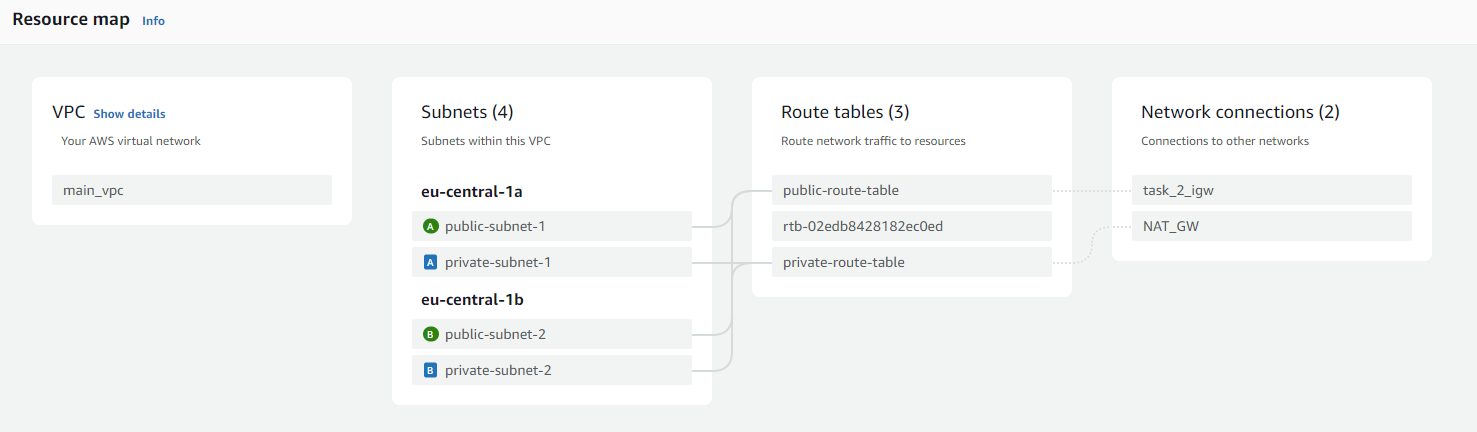 Resource map Info
VPC Show details
Your AWS virtual network
main_vpc
Subnets (4)
Subnets within this VPC
eu-central-1a
A public-subnet-1
A private-subnet-1
eu-central-1b
B public-subnet-2
B private-subnet-2
Route tables (3)
Route network traffic to resources
public-route-table
rtb-02edb8428182ec0ed
private-route-table
Network connections (2)
Connections to other networks
task_2_igw
NAT_GW